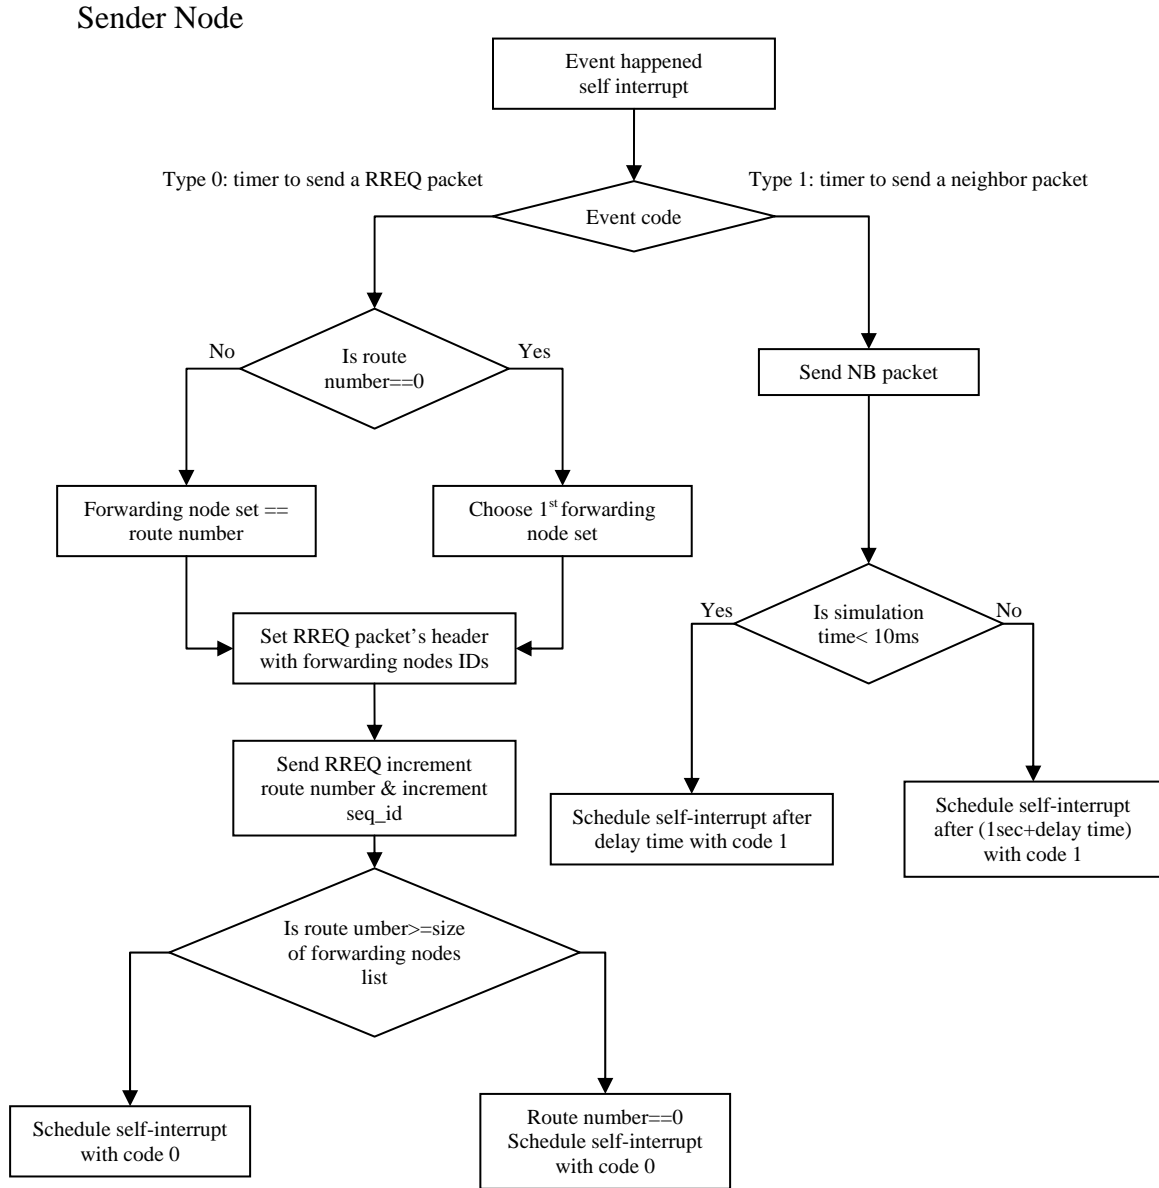 Sender Node
Event happened
self interrupt
Type 0: timer to send a RREQ packet
Type 1: timer to send a neighbor packet
Event code
No
Is route
number==0
Yes
Send NB packet
Forwarding node set ==
route number
Choose 1st forwarding
node set
Yes
Is simulation
time< 10ms
No
Set RREQ packet’s header
with forwarding nodes IDs
Send RREQ increment
route number & increment
seq_id
Schedule self-interrupt after
delay time with code 1
Schedule self-interrupt
after (1sec+delay time)
with code 1
Is route umber>=size
of forwarding nodes
list
Schedule self-interrupt
with code 0
Route number==0
Schedule self-interrupt
with code 0